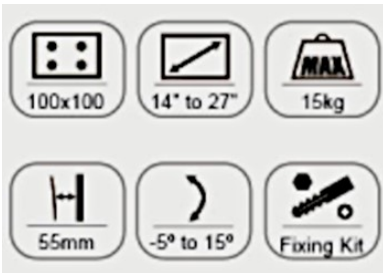 100x100
14" to 27"
MAX
15kg
55mm
-5º to 15º
Fixing Kit